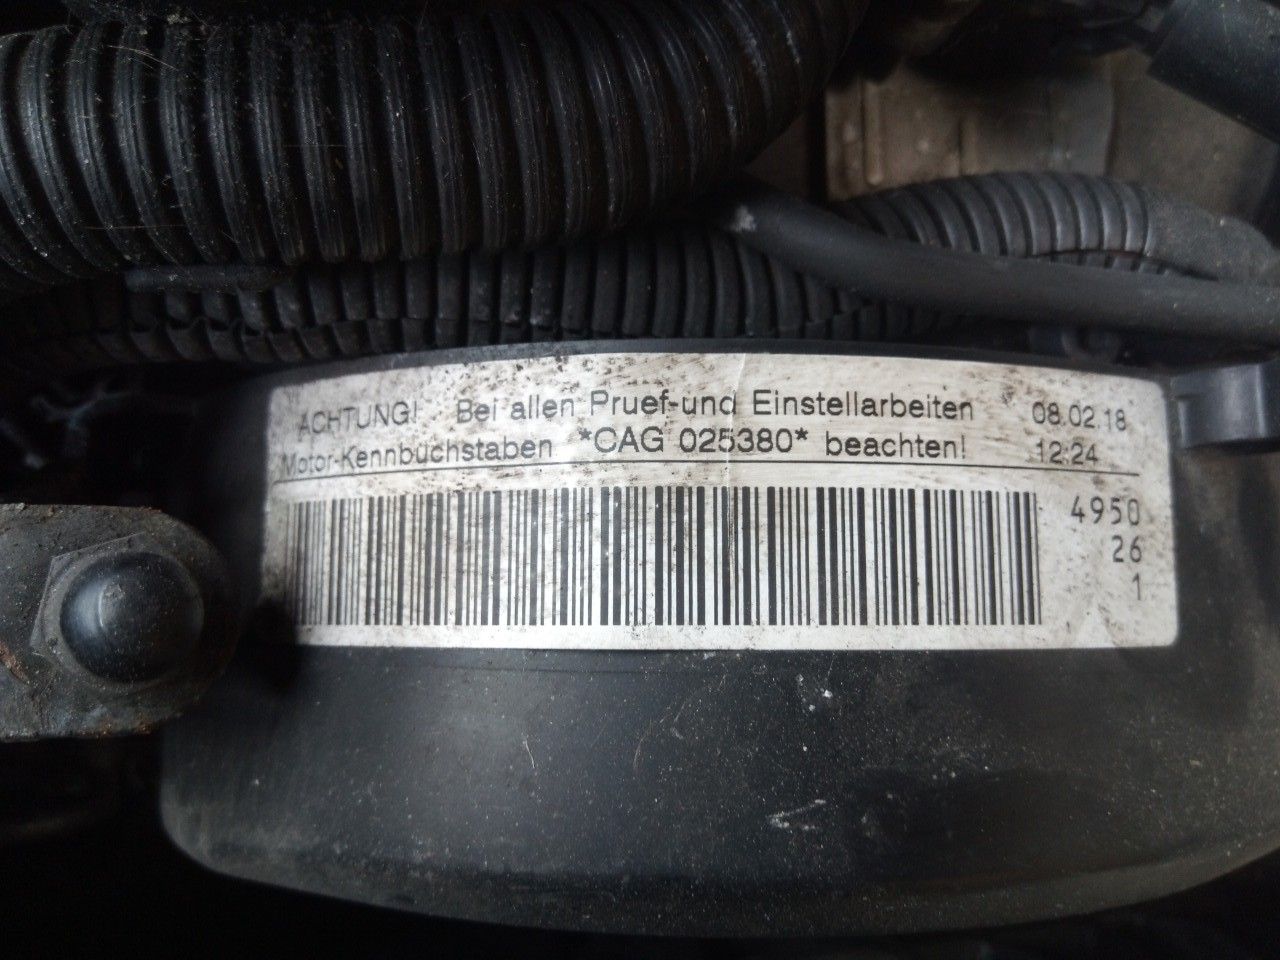 ACHTUNG! Bei allen Pruef-und Einstellarbeiten 08.02.18
Motor-Kennbuchstaben *CAG 025380* beachten! 12:24
4950
26
1